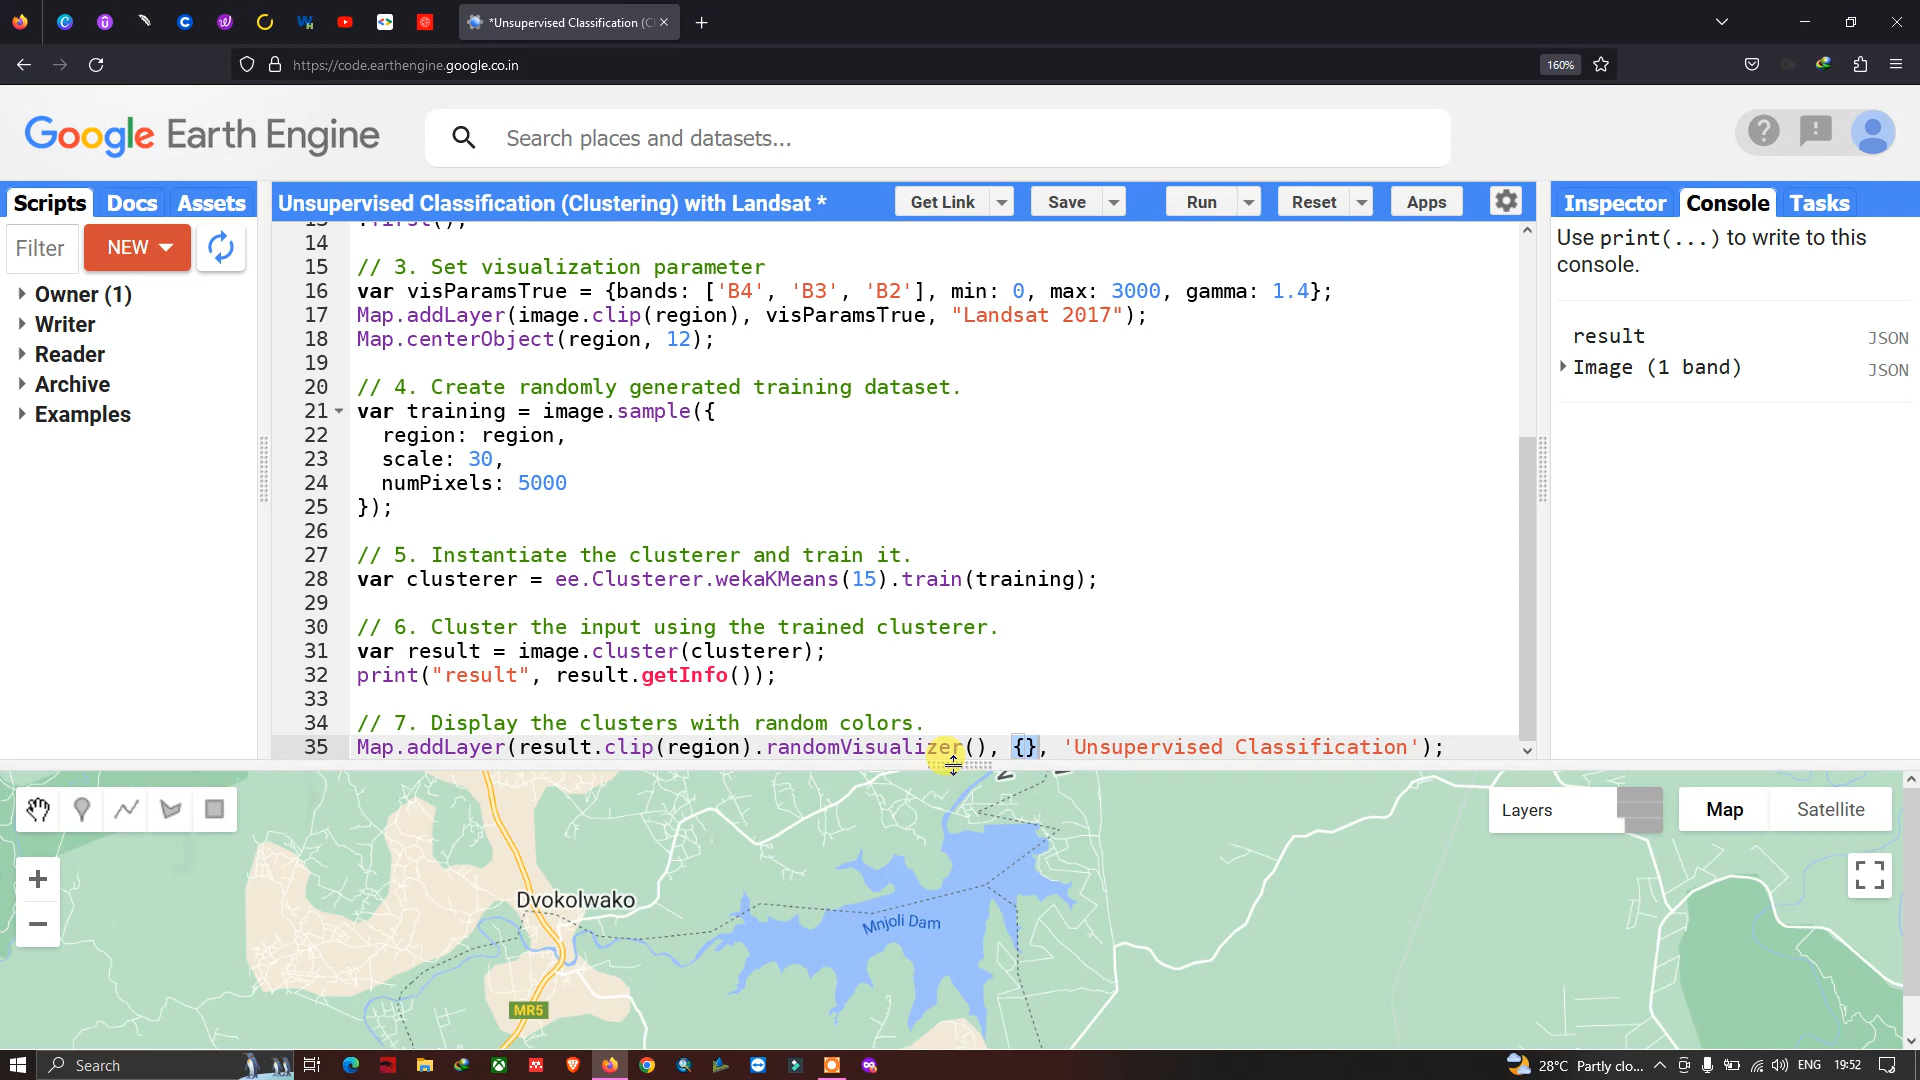 *Unsupervised Classification (Cl
https://code.earthengine.google.co.in
160%
Google Earth Engine
Search places and datasets...
Scripts Docs Assets
Unsupervised Classification (Clustering) with Landsat *
Get Link Save Run Reset Apps
Inspector Console Tasks
Filter NEW
Owner (1)
Writer
Reader
Archive
Examples
14
15 // 3. Set visualization parameter
16 var visParamsTrue = {bands: ['B4', 'B3', 'B2'], min: 0, max: 3000, gamma: 1.4};
17 Map.addLayer(image.clip(region), visParamsTrue, "Landsat 2017");
18 Map.centerObject(region, 12);
19
20 // 4. Create randomly generated training dataset.
21 var training = image.sample({
22 region: region,
23 scale: 30,
24 numPixels: 5000
25 });
26
27 // 5. Instantiate the clusterer and train it.
28 var clusterer = ee.Clusterer.wekaKMeans(15).train(training);
29
30 // 6. Cluster the input using the trained clusterer.
31 var result = image.cluster(clusterer);
32 print("result", result.getInfo());
33
34 // 7. Display the clusters with random colors.
35 Map.addLayer(result.clip(region).randomVisualizer(), {}, 'Unsupervised Classification');
Use print(...) to write to this
console.
result JSON
Image (1 band) JSON
Layers
Map Satellite
Dvokolwako
Mnjoli Dam
MR5
Search
28°C Partly clo...
ENG
19:52